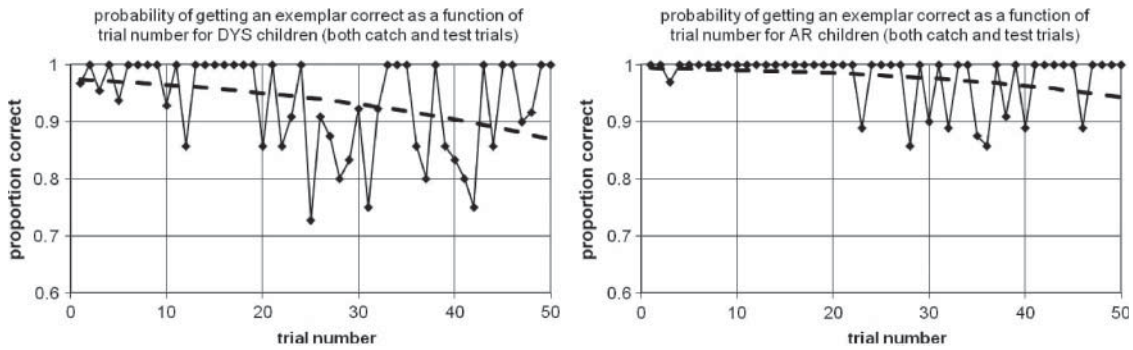 probability of getting an exemplar correct as a function of
trial number for DYS children (both catch and test trials)
proportion correct
1
0.9
0.8
0.7
0.6
0 10 20 30 40 50
trial number
probability of getting an exemplar correct as a function of
trial number for AR children (both catch and test trials)
proportion correct
1
0.9
0.8
0.7
0.6
0 10 20 30 40 50
trial number